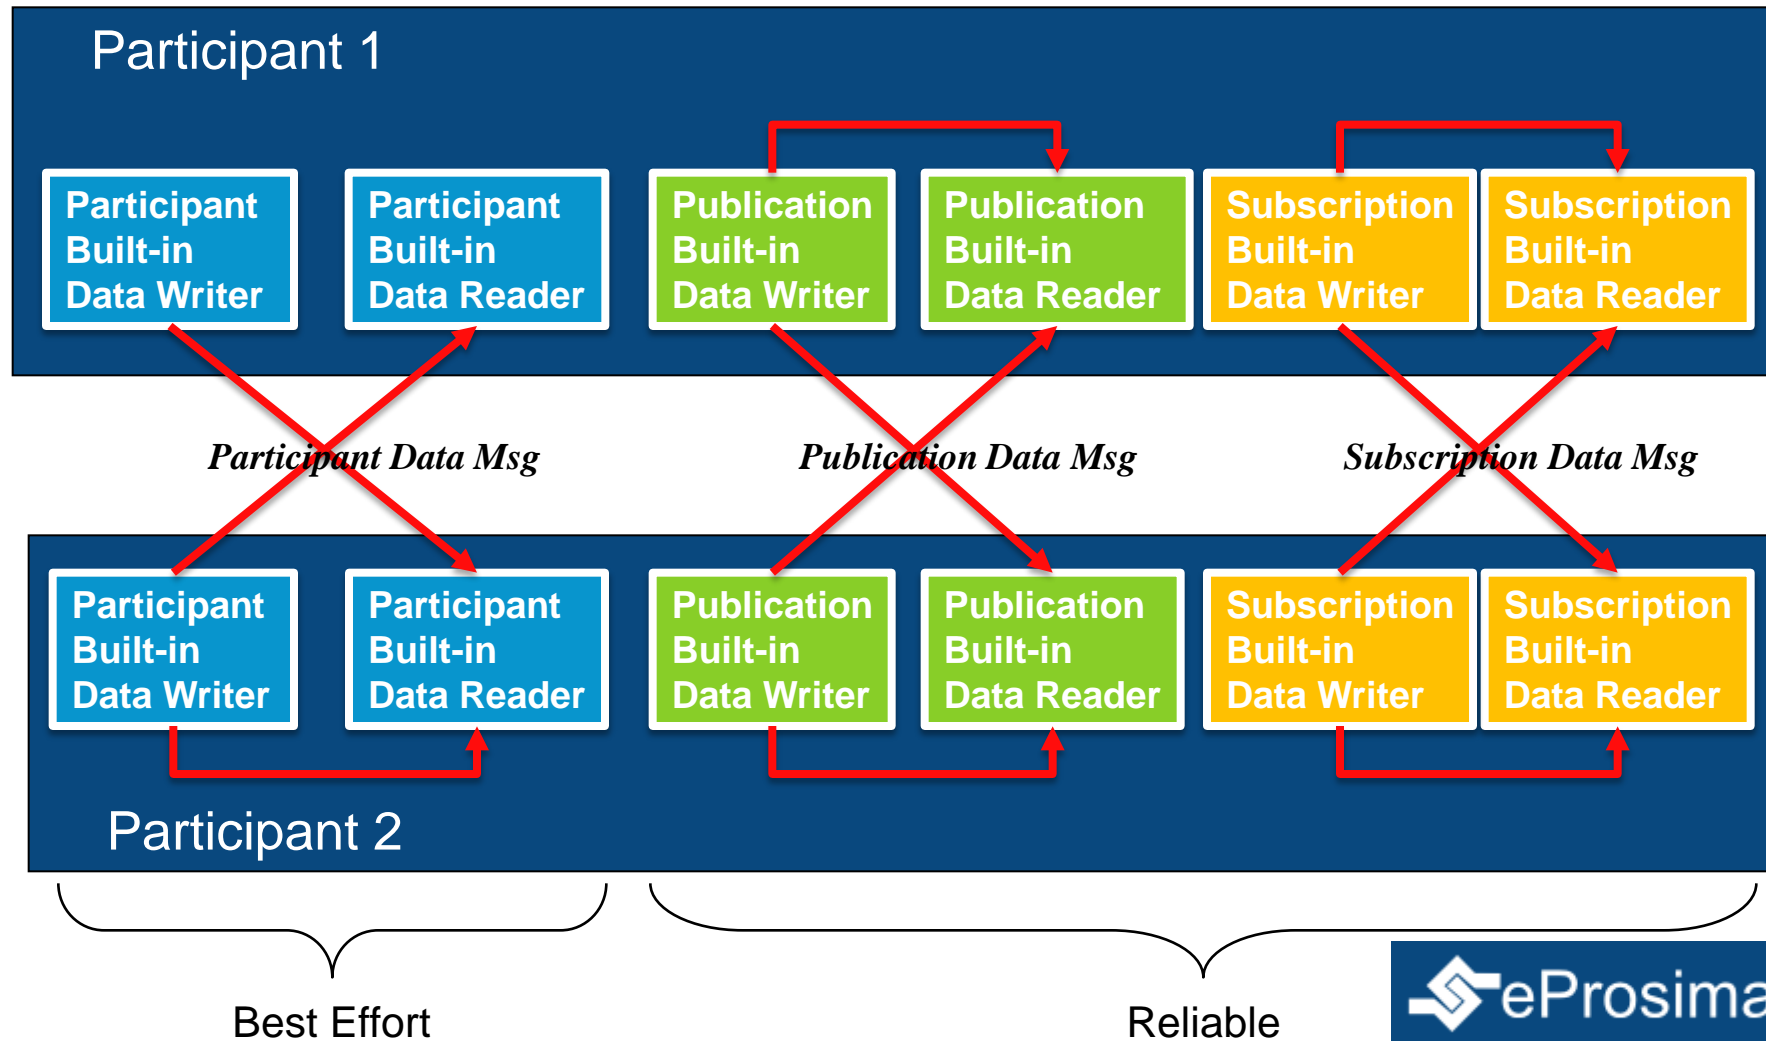 Participant 1
Participant
Built-in
Data Writer
Participant
Built-in
Data Reader
Publication
Built-in
Data Writer
Publication
Built-in
Data Reader
Subscription
Built-in
Data Writer
Subscription
Built-in
Data Reader
Participant Data Msg
Publication Data Msg
Subscription Data Msg
Participant
Built-in
Data Writer
Participant
Built-in
Data Reader
Publication
Built-in
Data Writer
Publication
Built-in
Data Reader
Subscription
Built-in
Data Writer
Subscription
Built-in
Data Reader
Participant 2
Best Effort
Reliable
eProsima